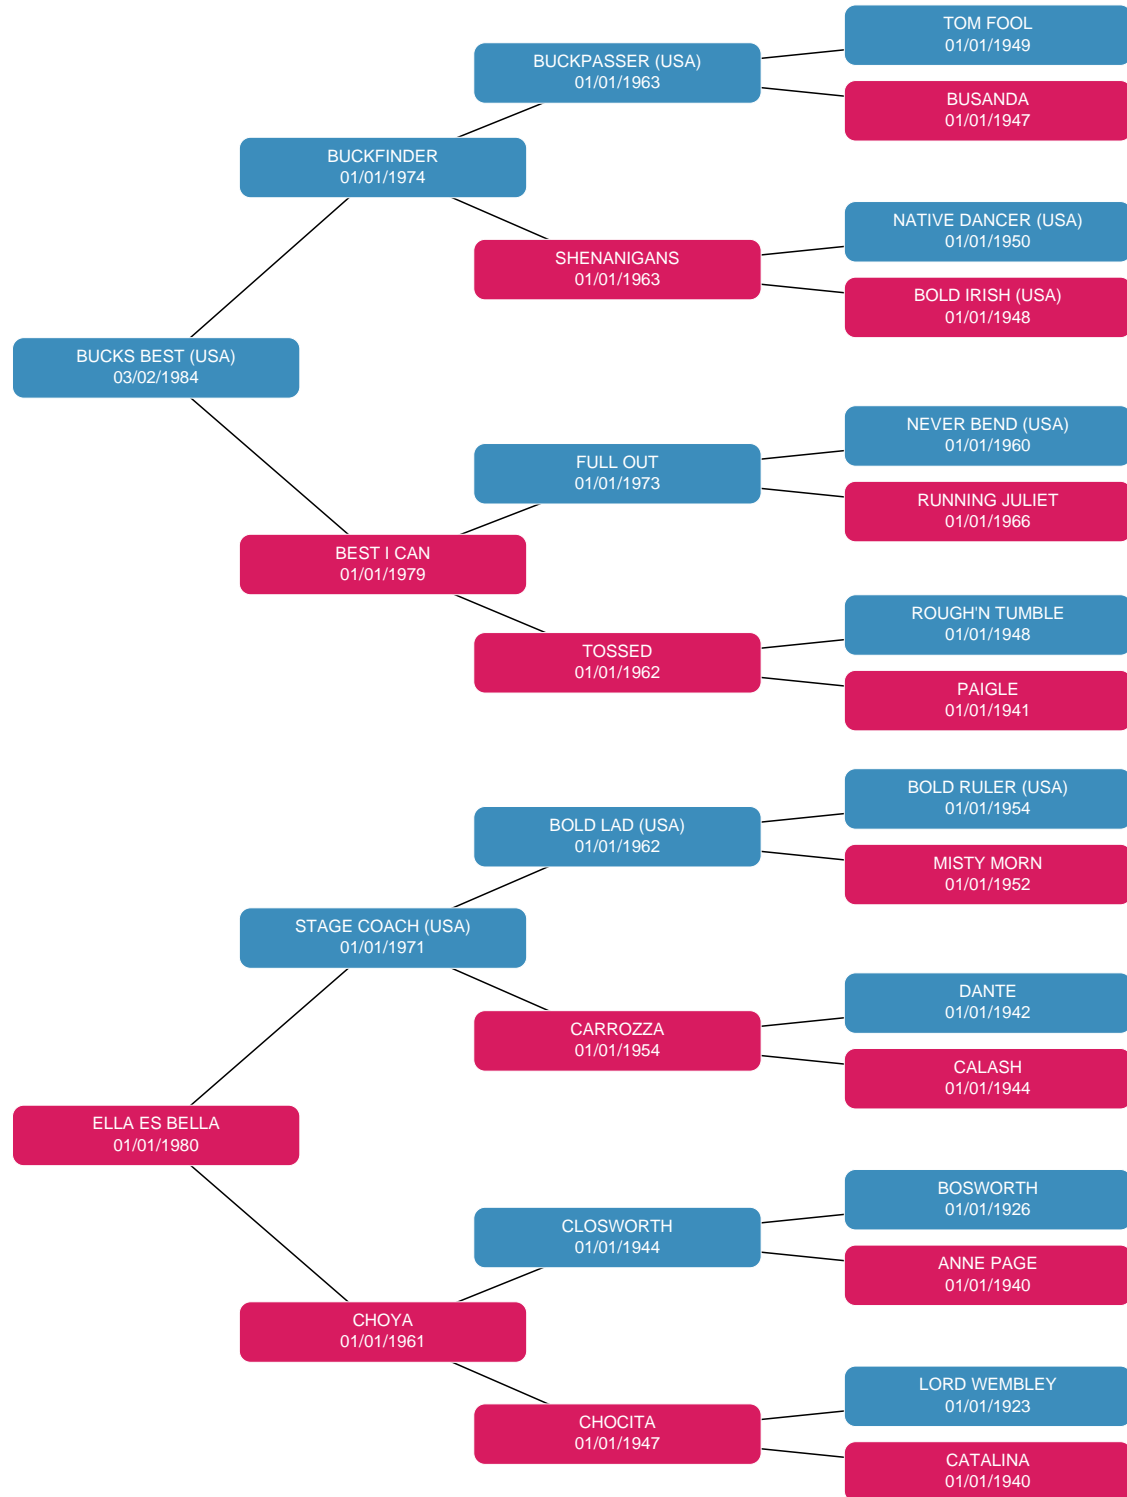 TOM FOOL
01/01/1949
BUCKPASSER (USA)
01/01/1963
BUSANDA
01/01/1947
BUCKFINDER
01/01/1974
NATIVE DANCER (USA)
01/01/1950
SHENANIGANS
01/01/1963
BOLD IRISH (USA)
01/01/1948
BUCKS BEST (USA)
03/02/1984
NEVER BEND (USA)
01/01/1960
FULL OUT
01/01/1973
RUNNING JULIET
01/01/1966
BEST I CAN
01/01/1979
ROUGH'N TUMBLE
01/01/1948
TOSSED
01/01/1962
PAIGLE
01/01/1941
BOLD RULER (USA)
01/01/1954
BOLD LAD (USA)
01/01/1962
MISTY MORN
01/01/1952
STAGE COACH (USA)
01/01/1971
DANTE
01/01/1942
CARROZZA
01/01/1954
CALASH
01/01/1944
ELLA ES BELLA
01/01/1980
BOSWORTH
01/01/1926
CLOSWORTH
01/01/1944
ANNE PAGE
01/01/1940
CHOYA
01/01/1961
LORD WEMBLEY
01/01/1923
CHOCITA
01/01/1947
CATALINA
01/01/1940